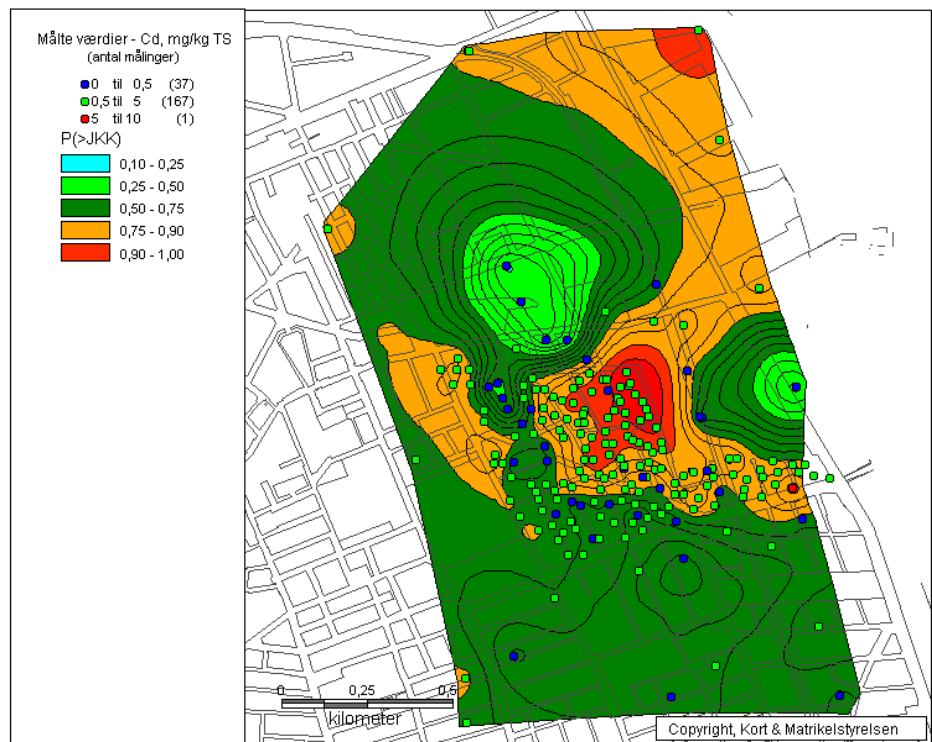 Målte værdier - Cd, mg/kg TS
(antal målinger)
0 til 0,5 (37)
0,5 til 5 (167)
5 til 10 (1)
P(>JKK)
0,10 - 0,25
0,25 - 0,50
0,50 - 0,75
0,75 - 0,90
0,90 - 1,00
0 0,25 0,5
kilometer
Copyright, Kort & Matrikelstyrelsen